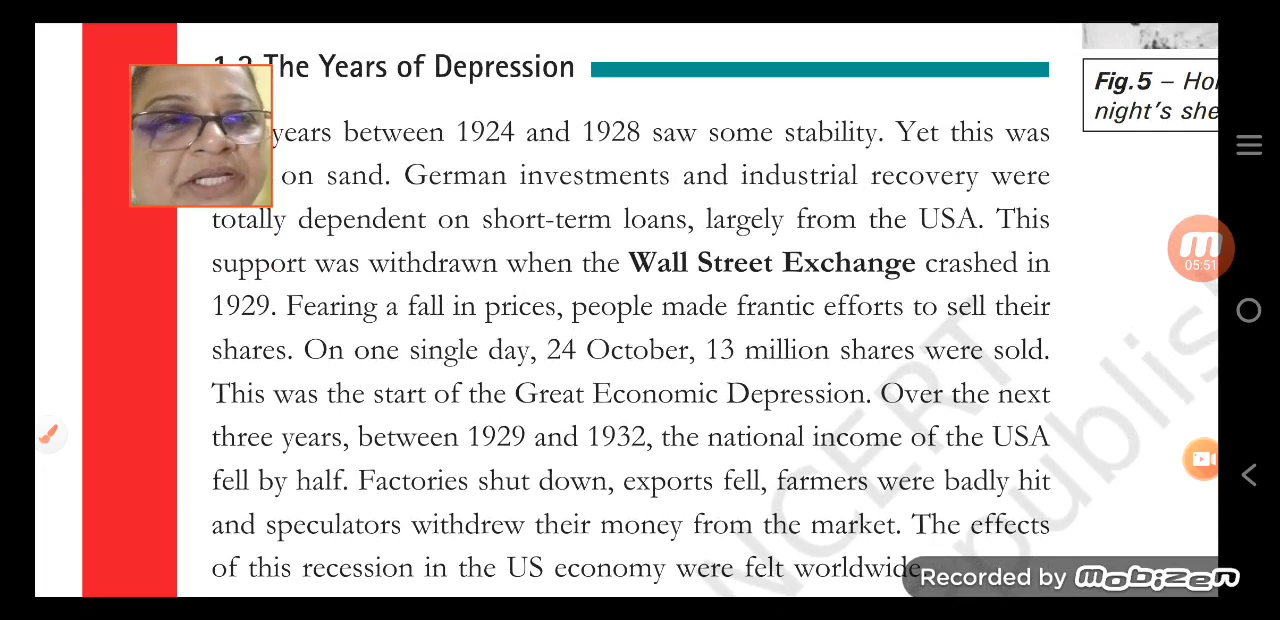 1.3 The Years of Depression
years between 1924 and 1928 saw some stability. Yet this was
on sand. German investments and industrial recovery were
totally dependent on short-term loans, largely from the USA. This
support was withdrawn when the Wall Street Exchange crashed in
1929. Fearing a fall in prices, people made frantic efforts to sell their
shares. On one single day, 24 October, 13 million shares were sold.
This was the start of the Great Economic Depression. Over the next
three years, between 1929 and 1932, the national income of the USA
fell by half. Factories shut down, exports fell, farmers were badly hit
and speculators withdrew their money from the market. The effects
of this recession in the US economy were felt worldwide
Fig.5 –
night's
05:51
NCERT
Recorded by mobizen